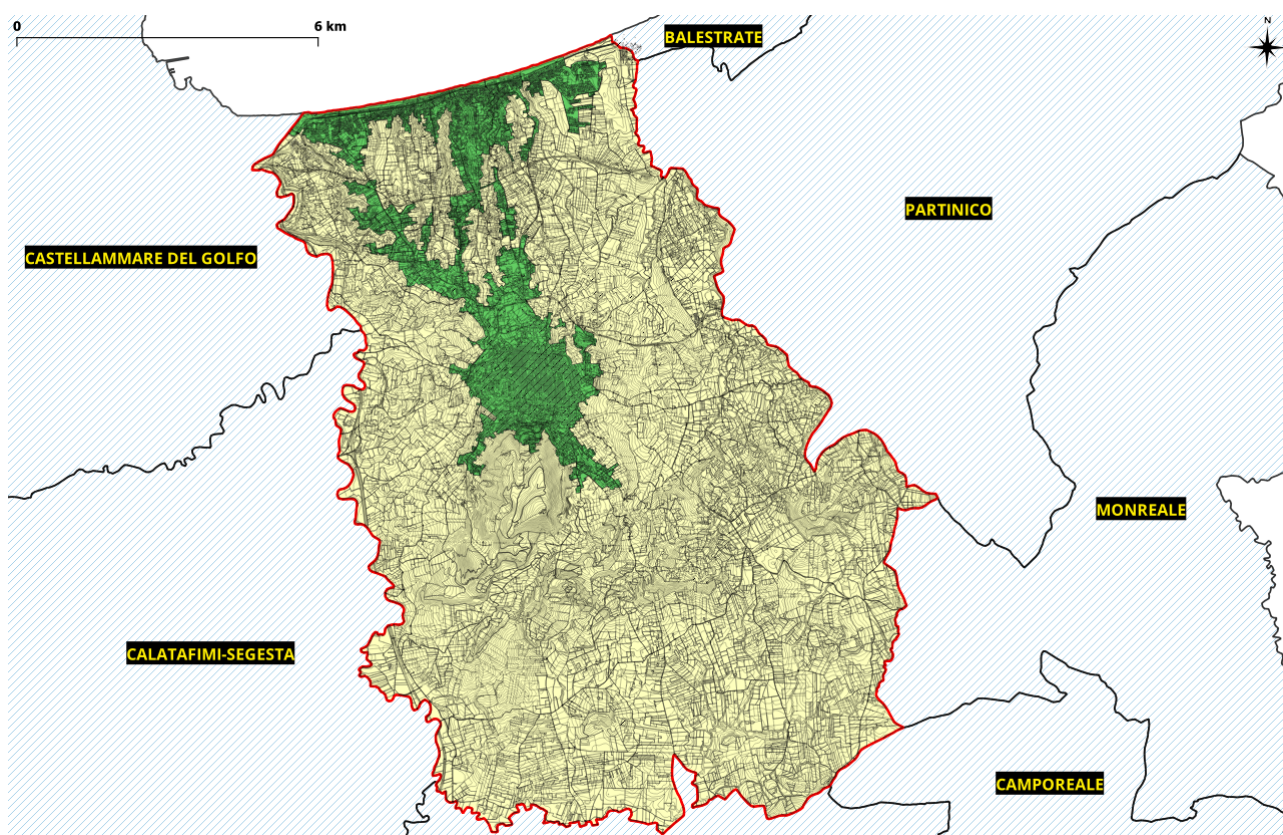 0 6 km
N
BALESTRATE
PARTINICO
CASTELLAMMARE DEL GOLFO
MONREALE
CALATAFIMI-SEGESTA
CAMPOREALE